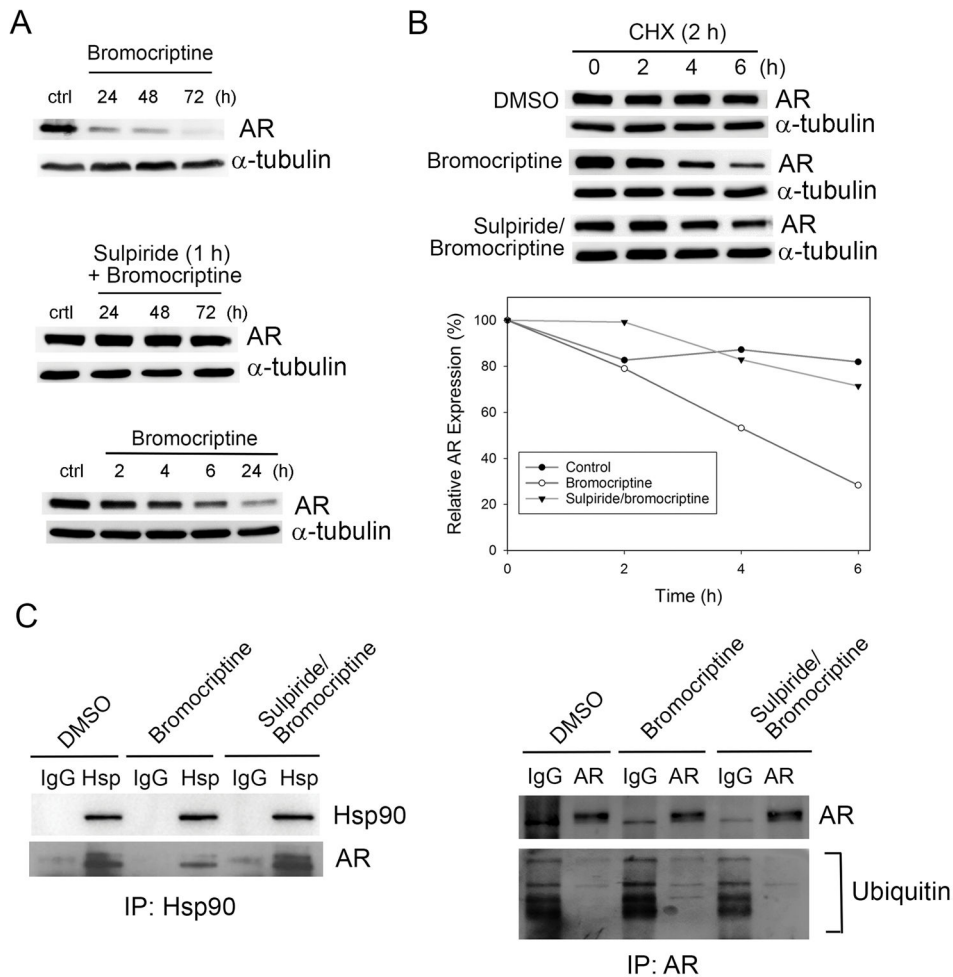 A
Bromocriptine
ctrl 24 48 72 (h)
AR
α-tubulin
Sulpiride (1 h)
+ Bromocriptine
crtl 24 48 72 (h)
AR
α-tubulin
Bromocriptine
ctrl 2 4 6 24 (h)
AR
α-tubulin
B
CHX (2 h)
0 2 4 6 (h)
DMSO AR
α-tubulin
Bromocriptine AR
α-tubulin
Sulpiride/ AR
Bromocriptine α-tubulin
Relative AR Expression (%)
100
80
60
40
20
0
Control
Bromocriptine
Sulpiride/bromocriptine
0 2 4 6
Time (h)
C
DMSO
Bromocriptine
Sulpiride/
Bromocriptine
IgG Hsp IgG Hsp IgG Hsp
Hsp90
AR
IP: Hsp90
DMSO
Bromocriptine
Sulpiride/
Bromocriptine
IgG AR IgG AR IgG AR
AR
Ubiquitin
IP: AR